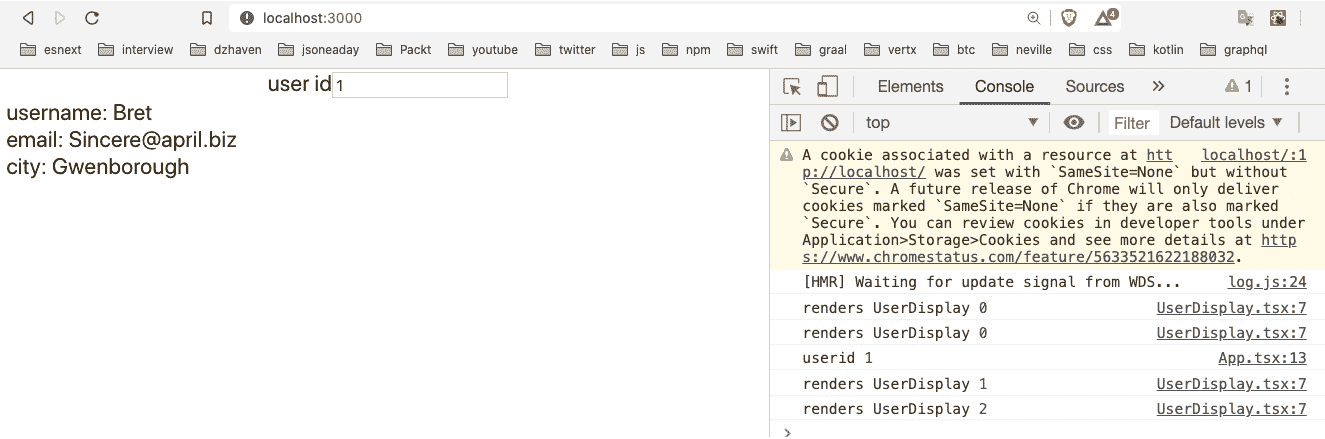 localhost:3000 4
esnext interview dzhaven jsoneaday Packt youtube twitter js npm swift graal vertx btc neville css kotlin graphql
user id 1
username: Bret
email: Sincere@april.biz
city: Gwenborough
Elements Console Sources » 1
top Filter Default levels ▼
A cookie associated with a resource at htt localhost/:1
p://localhost/ was set with `SameSite=None` but without
`Secure`. A future release of Chrome will only deliver
cookies marked `SameSite=None` if they are also marked
`Secure`. You can review cookies in developer tools under
Application>Storage>Cookies and see more details at http
s://www.chromestatus.com/feature/5633521622188032.
[HMR] Waiting for update signal from WDS... log.js:24
renders UserDisplay 0 UserDisplay.tsx:7
renders UserDisplay 0 UserDisplay.tsx:7
userid 1 App.tsx:13
renders UserDisplay 1 UserDisplay.tsx:7
renders UserDisplay 2 UserDisplay.tsx:7
>